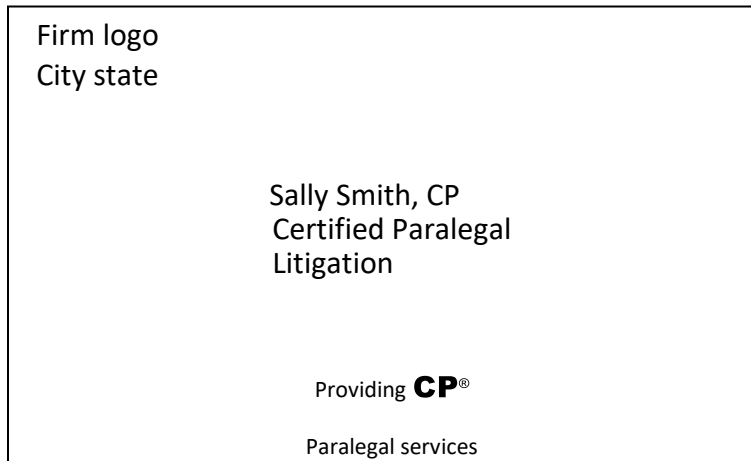 Firm logo
City state
Sally Smith, CP
Certified Paralegal
Litigation
Providing CP®
Paralegal services